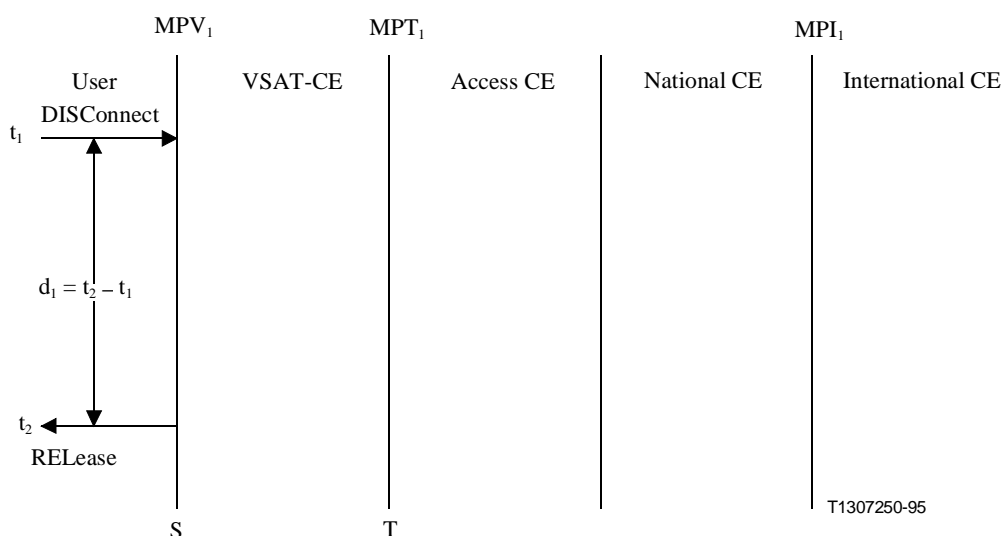 MPV₁ MPT₁ MPI₁
User VSAT-CE Access CE National CE International CE
DISConnect
t₁
d₁ = t₂ – t₁
t₂
RELease
T1307250-95
S T